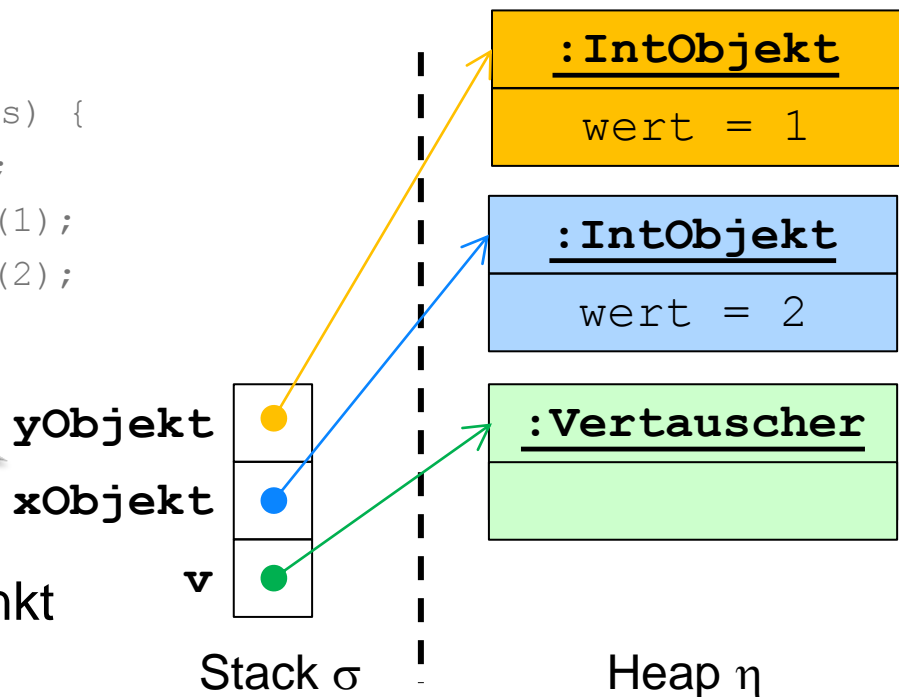 s) {
;
(1);
(2);
yObjekt
xObjekt
v
nkt
Stack σ
:IntObjekt
wert = 1
:IntObjekt
wert = 2
:Vertauscher
Heap η